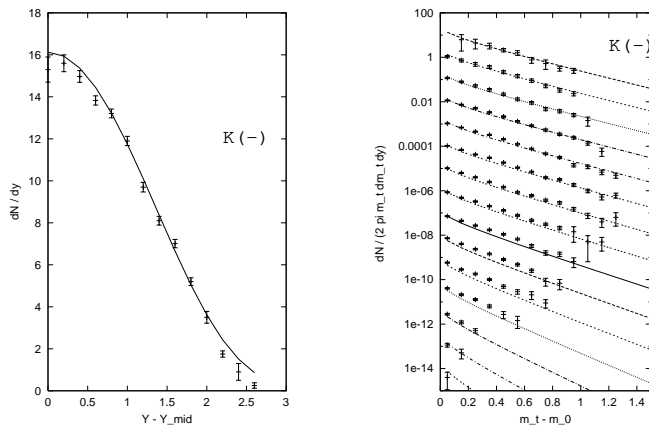 18
16
14
12
10
8
6
4
2
0
dN / dy
K(-)
0 0.5 1 1.5 2 2.5 3
Y - Y_mid
100
1
0.01
0.0001
1e-06
1e-08
1e-10
1e-12
1e-14
dN / (2 pi m_t dm_t dy)
K(-)
0 0.2 0.4 0.6 0.8 1 1.2 1.4
m_t - m_0